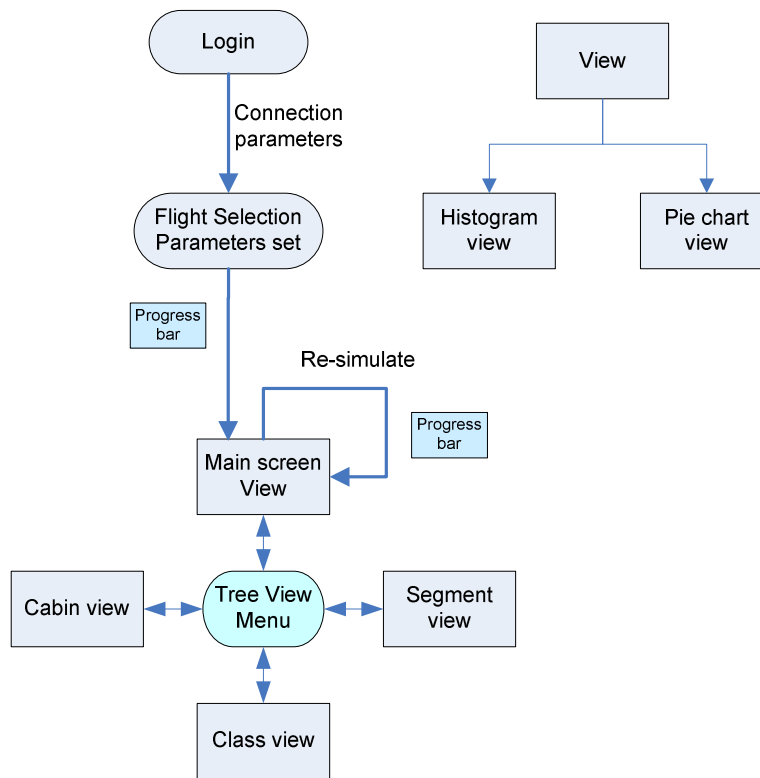 Login
View
Connection
parameters
Histogram
view
Pie chart
view
Flight Selection
Parameters set
Progress
bar
Re-simulate
Progress
bar
Main screen
View
Cabin view
Tree View
Menu
Segment
view
Class view